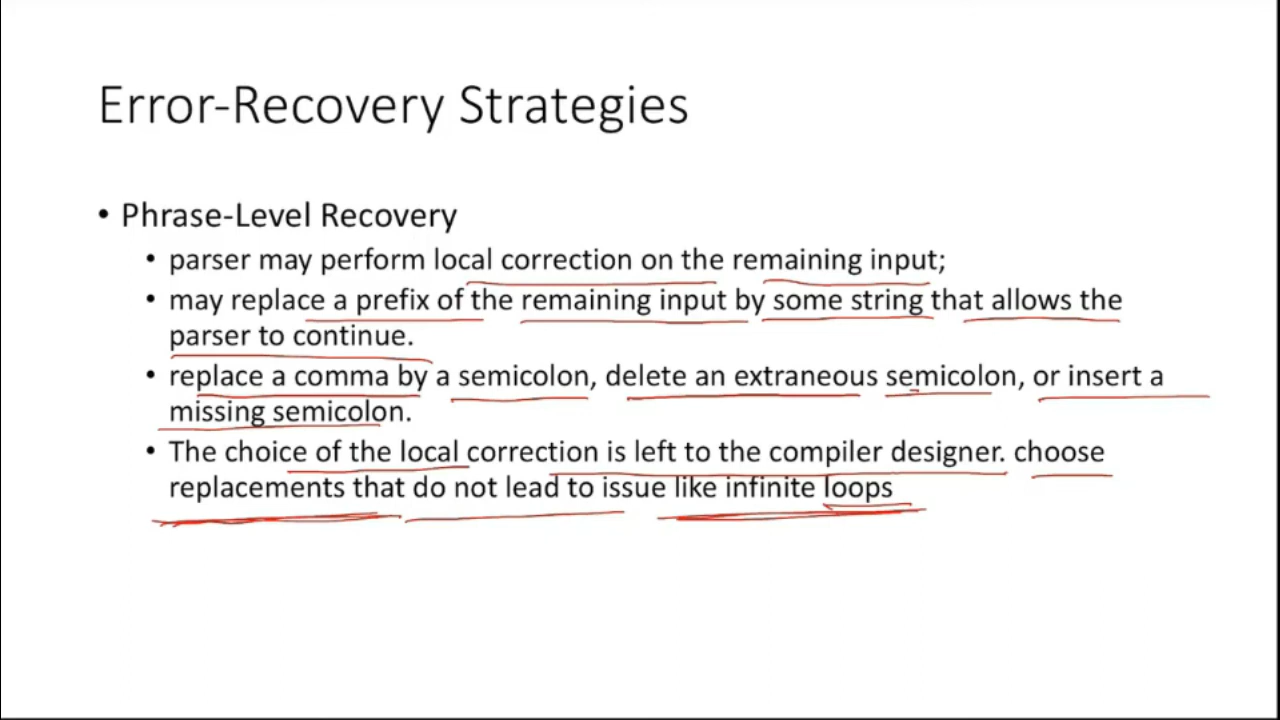 Error-Recovery Strategies
• Phrase-Level Recovery
• parser may perform local correction on the remaining input;
• may replace a prefix of the remaining input by some string that allows the
parser to continue.
• replace a comma by a semicolon, delete an extraneous semicolon, or insert a
missing semicolon.
• The choice of the local correction is left to the compiler designer. choose
replacements that do not lead to issue like infinite loops